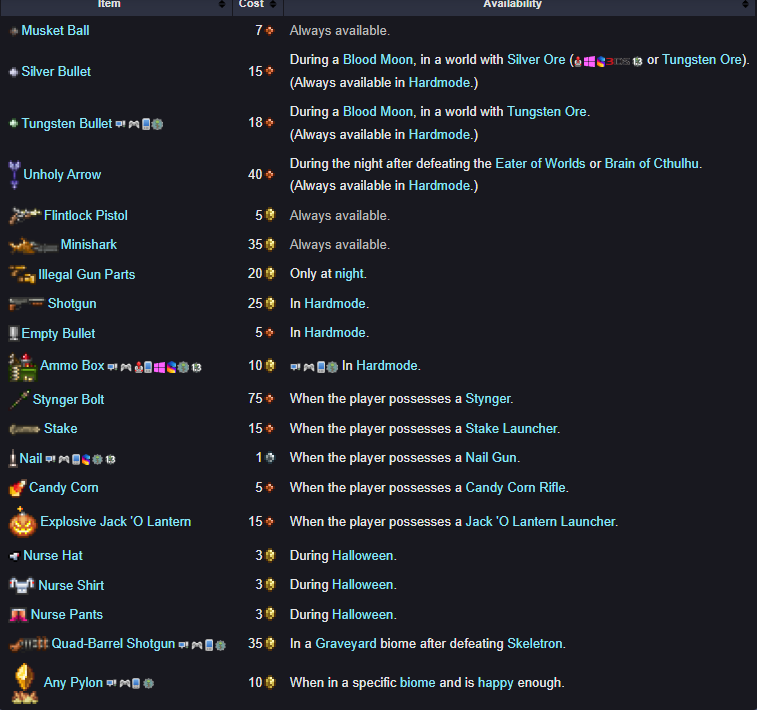 Item Cost Availability
Musket Ball 7 Always available.
Silver Bullet 15 During a Blood Moon, in a world with Silver Ore ( or Tungsten Ore).
(Always available in Hardmode.)
Tungsten Bullet 18 During a Blood Moon, in a world with Tungsten Ore.
(Always available in Hardmode.)
Unholy Arrow 40 During the night after defeating the Eater of Worlds or Brain of Cthulhu.
(Always available in Hardmode.)
Flintlock Pistol 5 Always available.
Minishark 35 Always available.
Illegal Gun Parts 20 Only at night.
Shotgun 25 In Hardmode.
Empty Bullet 5 In Hardmode.
Ammo Box 10 In Hardmode.
Stynger Bolt 75 When the player possesses a Stynger.
Stake 15 When the player possesses a Stake Launcher.
Nail 1 When the player possesses a Nail Gun.
Candy Corn 5 When the player possesses a Candy Corn Rifle.
Explosive Jack 'O Lantern 15 When the player possesses a Jack 'O Lantern Launcher.
Nurse Hat 3 During Halloween.
Nurse Shirt 3 During Halloween.
Nurse Pants 3 During Halloween.
Quad-Barrel Shotgun 35 In a Graveyard biome after defeating Skeletron.
Any Pylon 10 When in a specific biome and is happy enough.